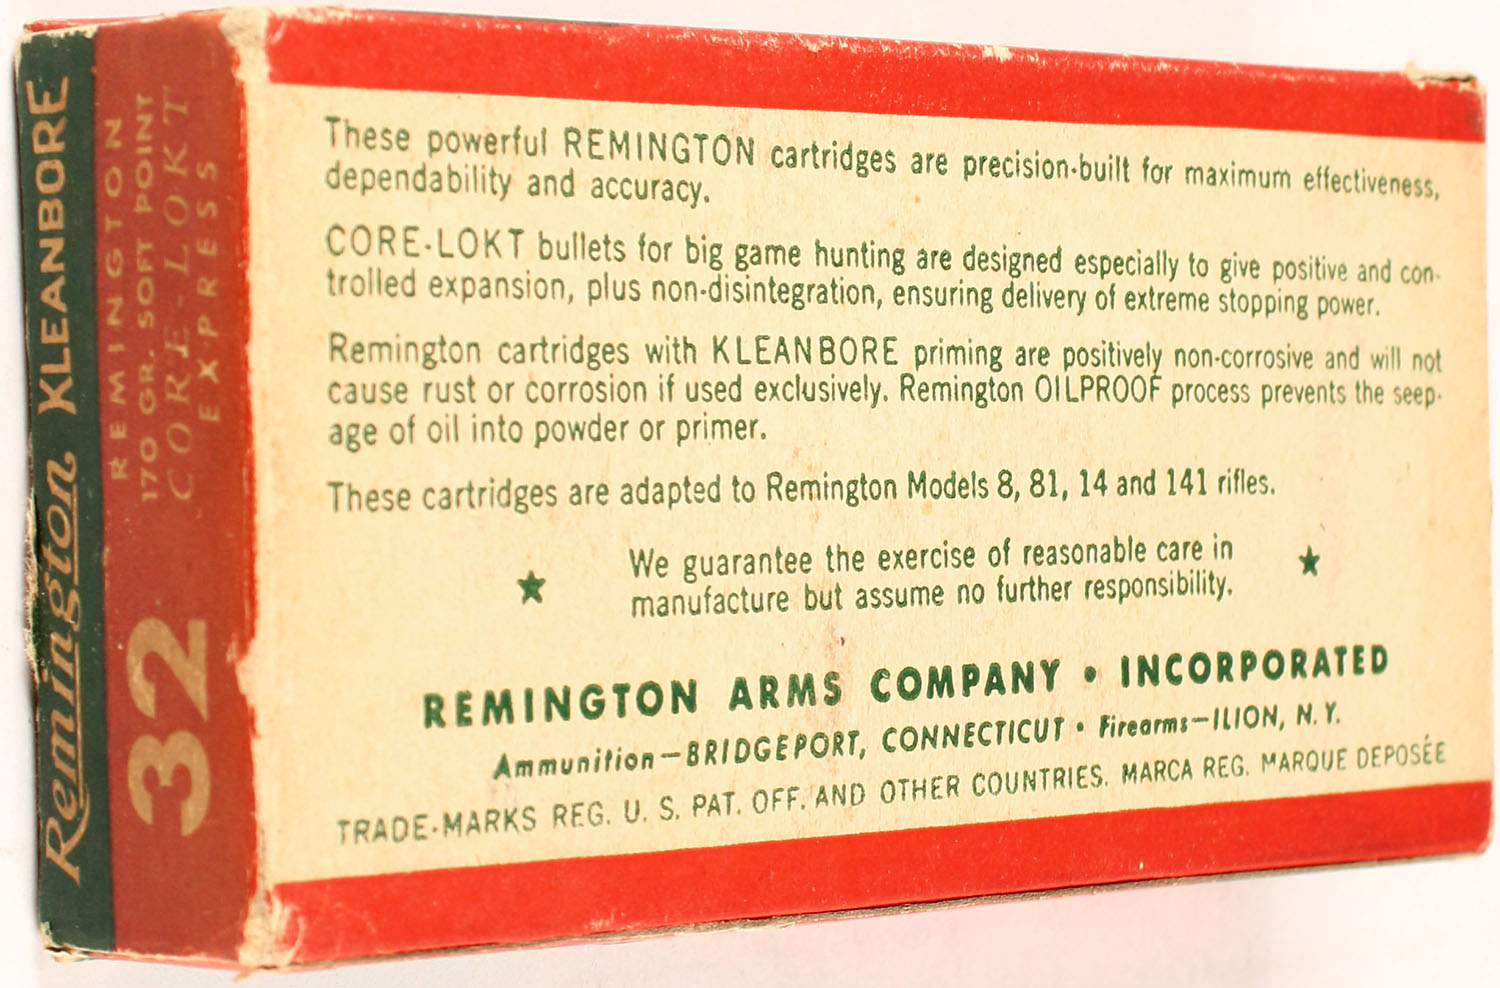 Remington KLEANBORE
REMINGTON
170 GR. SOFT POINT
CORE-LOKT
EXPRESS
32
These powerful REMINGTON cartridges are precision-built for maximum effectiveness,
dependability and accuracy.
CORE-LOKT bullets for big game hunting are designed especially to give positive and con-
trolled expansion, plus non-disintegration, ensuring delivery of extreme stopping power.
Remington cartridges with KLEANBORE priming are positively non-corrosive and will not
cause rust or corrosion if used exclusively. Remington OILPROOF process prevents the seep-
age of oil into powder or primer.
These cartridges are adapted to Remington Models 8, 81, 14 and 141 rifles.
★ We guarantee the exercise of reasonable care in ★
manufacture but assume no further responsibility.
REMINGTON ARMS COMPANY • INCORPORATED
Ammunition—BRIDGEPORT, CONNECTICUT • Firearms—ILION, N. Y.
TRADE-MARKS REG. U. S. PAT. OFF. AND OTHER COUNTRIES. MARCA REG. MARQUE DEPOSÉE